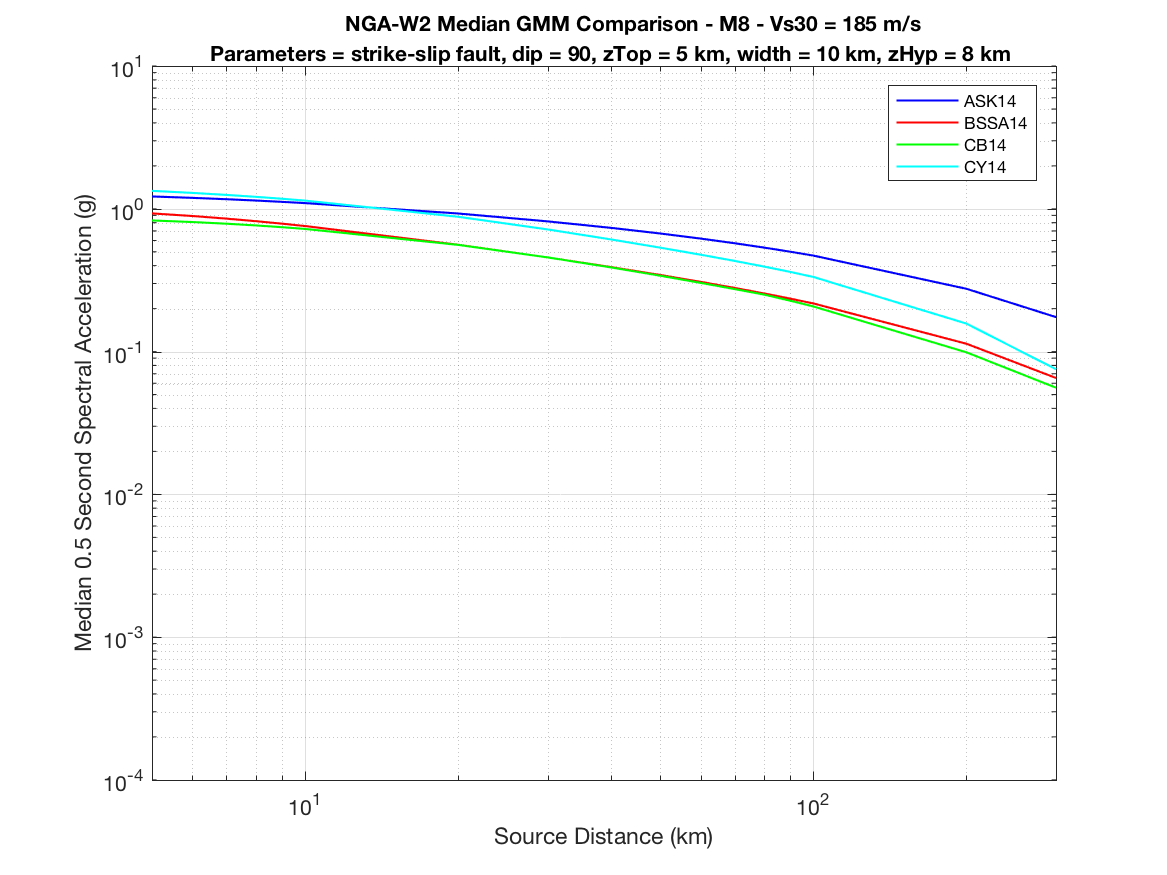 NGA-W2 Median GMM Comparison - M8 - Vs30 = 185 m/s
Parameters = strike-slip fault, dip = 90, zTop = 5 km, width = 10 km, zHyp = 8 km
ASK14
BSSA14
CB14
CY14
Median 0.5 Second Spectral Acceleration (g)
10^1
10^0
10^-1
10^-2
10^-3
10^-4
10^1
10^2
Source Distance (km)